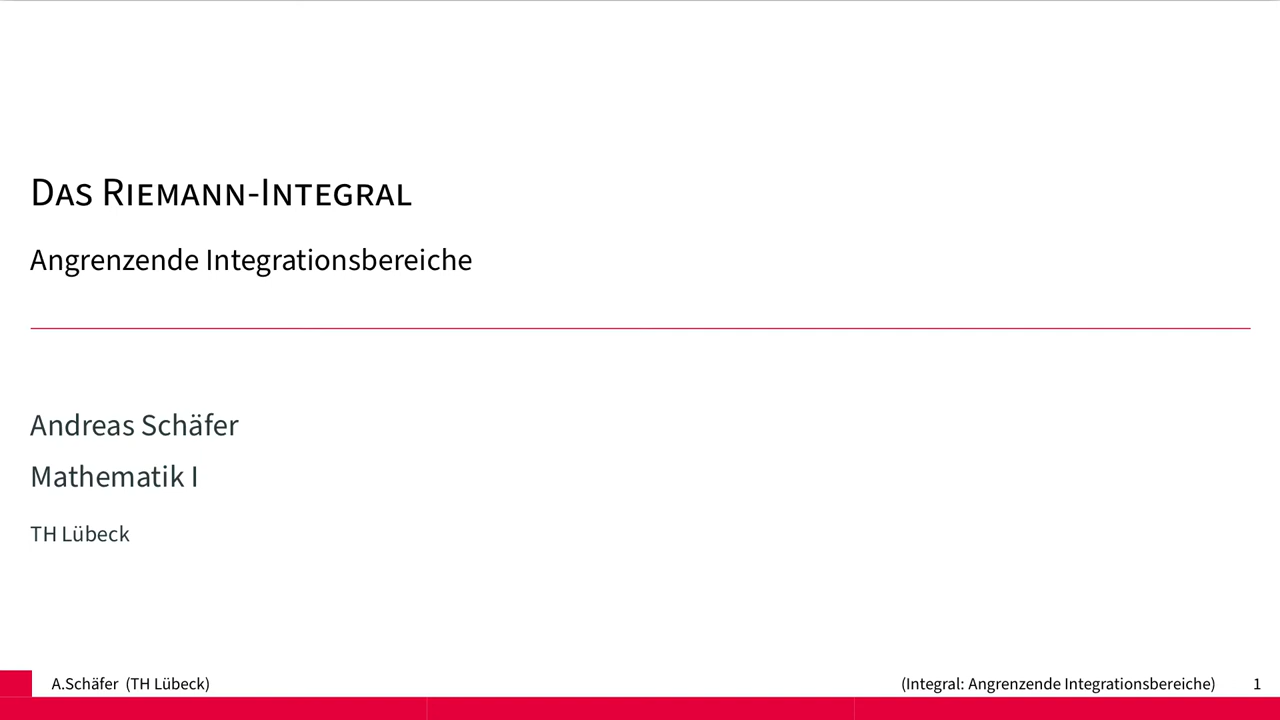 Das Riemann-Integral
Angrenzende Integrationsbereiche
Andreas Schäfer
Mathematik I
TH Lübeck
A.Schäfer (TH Lübeck)
(Integral: Angrenzende Integrationsbereiche) 1